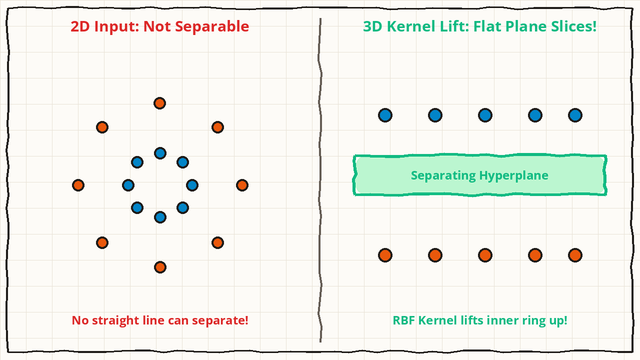 2D Input: Not Separable
No straight line can separate!
3D Kernel Lift: Flat Plane Slices!
Separating Hyperplane
RBF Kernel lifts inner ring up!